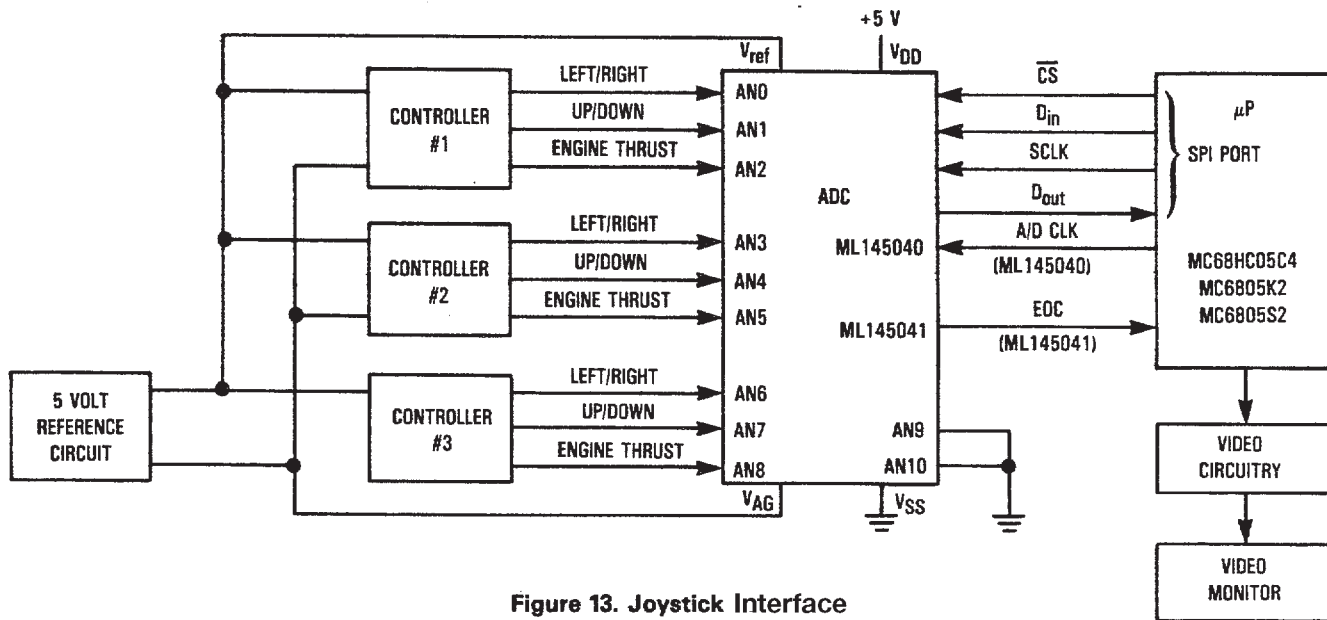 +5 V
Vref
VDD
CONTROLLER
#1
LEFT/RIGHT
UP/DOWN
ENGINE THRUST
AN0
AN1
AN2
CONTROLLER
#2
LEFT/RIGHT
UP/DOWN
ENGINE THRUST
AN3
AN4
AN5
CONTROLLER
#3
LEFT/RIGHT
UP/DOWN
ENGINE THRUST
AN6
AN7
AN8
5 VOLT
REFERENCE
CIRCUIT
VAG
ADC
ML145040
ML145041
AN9
AN10
VSS
CS
Din
SCLK
Dout
A/D CLK
(ML145040)
EOC
(ML145041)
μP
SPI PORT
MC68HC05C4
MC6805K2
MC6805S2
VIDEO
CIRCUITRY
VIDEO
MONITOR
Figure 13. Joystick Interface